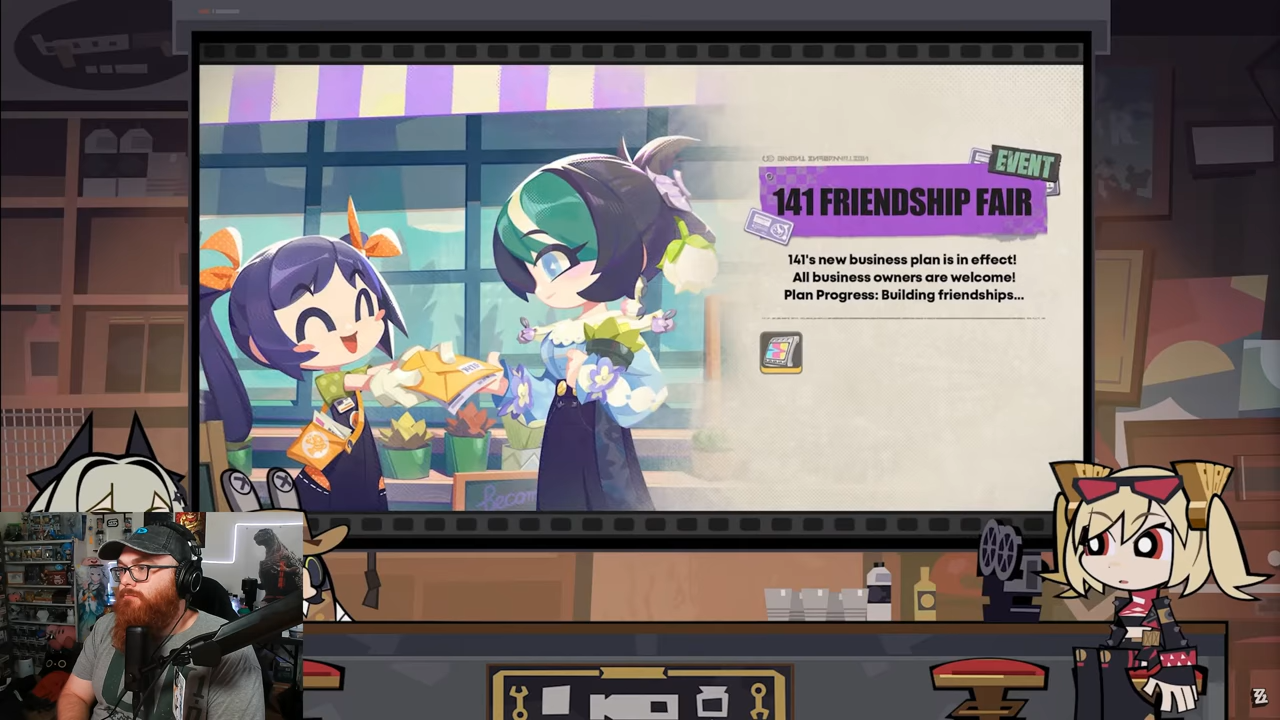 EVENT
141 FRIENDSHIP FAIR
141's new business plan is in effect!
All business owners are welcome!
Plan Progress: Building friendships...